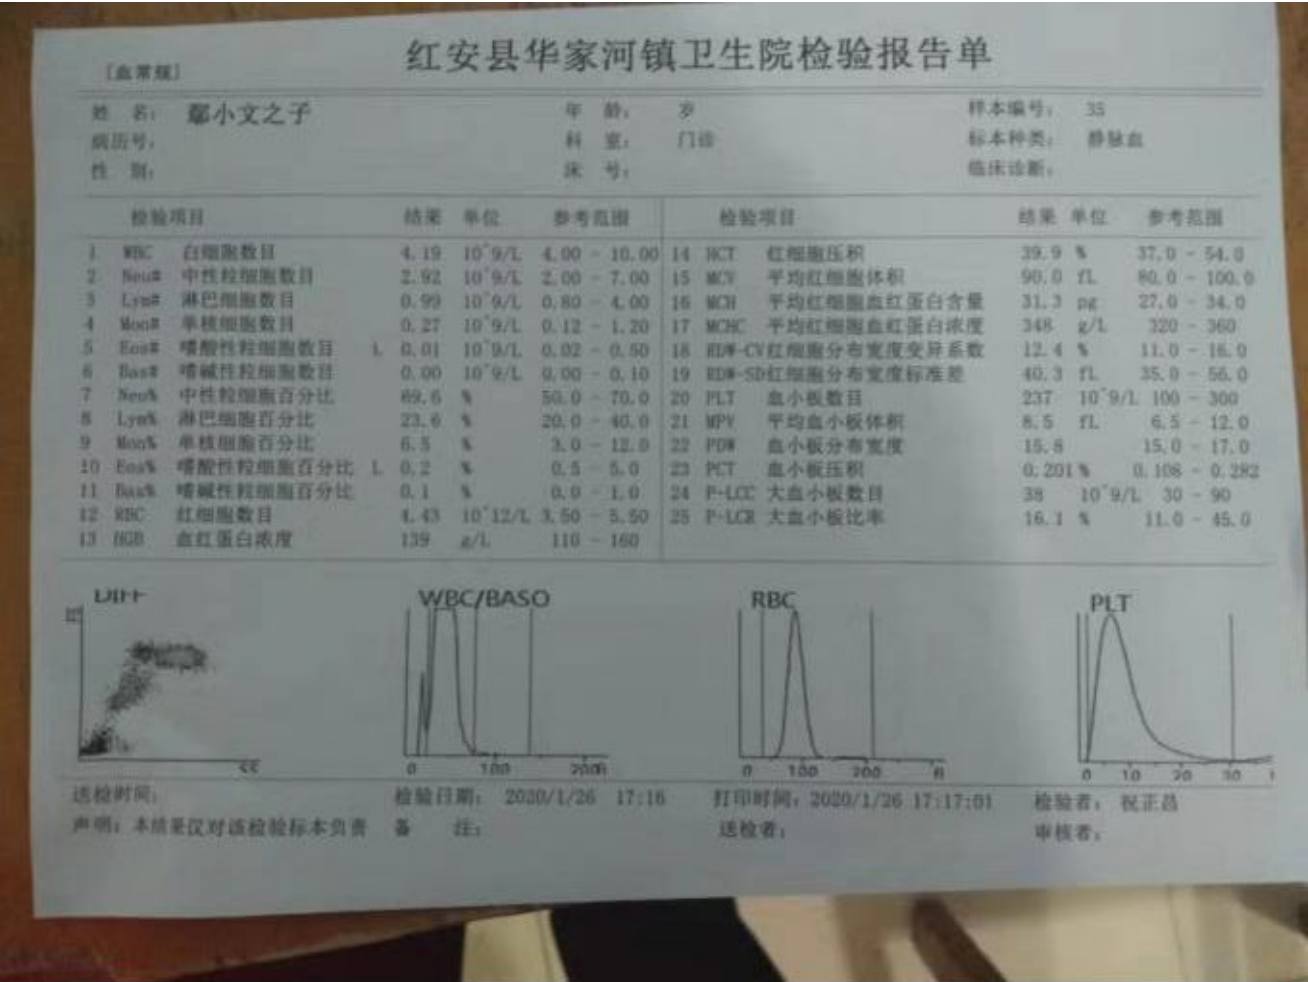 红安县华家河镇卫生院检验报告单
[血常规]
姓 名： 鄢小文之子 年 龄： 岁 样本编号： 35
病历号： 科 室： 门诊 标本种类： 静脉血
性 别： 床 号： 临床诊断：
检验项目 结果 单位 参考范围 检验项目 结果 单位 参考范围
1 WBC 白细胞数目 4.19 10^9/L 4.00 - 10.00 14 HCT 红细胞压积 39.9 % 37.0 - 54.0
2 Neu# 中性粒细胞数目 2.92 10^9/L 2.00 - 7.00 15 MCV 平均红细胞体积 90.0 fL 80.0 - 100.0
3 Lym# 淋巴细胞数目 0.99 10^9/L 0.80 - 4.00 16 MCH 平均红细胞血红蛋白含量 31.3 pg 27.0 - 34.0
4 Mon# 单核细胞数目 0.27 10^9/L 0.12 - 1.20 17 MCHC 平均红细胞血红蛋白浓度 348 g/L 320 - 360
5 Eos# 嗜酸性粒细胞数目 L 0.01 10^9/L 0.02 - 0.50 18 RDW-CV红细胞分布宽度变异系数 12.4 % 11.0 - 16.0
6 Bas# 嗜碱性粒细胞数目 0.00 10^9/L 0.00 - 0.10 19 RDW-SD红细胞分布宽度标准差 40.3 fL 35.0 - 56.0
7 Neu% 中性粒细胞百分比 69.6 % 50.0 - 70.0 20 PLT 血小板数目 237 10^9/L 100 - 300
8 Lym% 淋巴细胞百分比 23.6 % 20.0 - 40.0 21 MPV 平均血小板体积 8.5 fL 6.5 - 12.0
9 Mon% 单核细胞百分比 6.5 % 3.0 - 12.0 22 PDW 血小板分布宽度 15.8 15.0 - 17.0
10 Eos% 嗜酸性粒细胞百分比 L 0.2 % 0.5 - 5.0 23 PCT 血小板压积 0.201 % 0.108 - 0.282
11 Bas% 嗜碱性粒细胞百分比 0.1 % 0.0 - 1.0 24 P-LCC 大血小板数目 38 10^9/L 30 - 90
12 RBC 红细胞数目 4.43 10^12/L 3.50 - 5.50 25 P-LCR 大血小板比率 16.1 % 11.0 - 45.0
13 HGB 血红蛋白浓度 139 g/L 110 - 160
DIFF WBC/BASO RBC PLT
0 100 200 0 100 200 fl 0 10 20 30
送检时间： 检验日期： 2020/1/26 17:16 打印时间：2020/1/26 17:17:01 检验者： 祝正昌
声明：本结果仅对该检验标本负责 备 注： 送检者： 审核者：